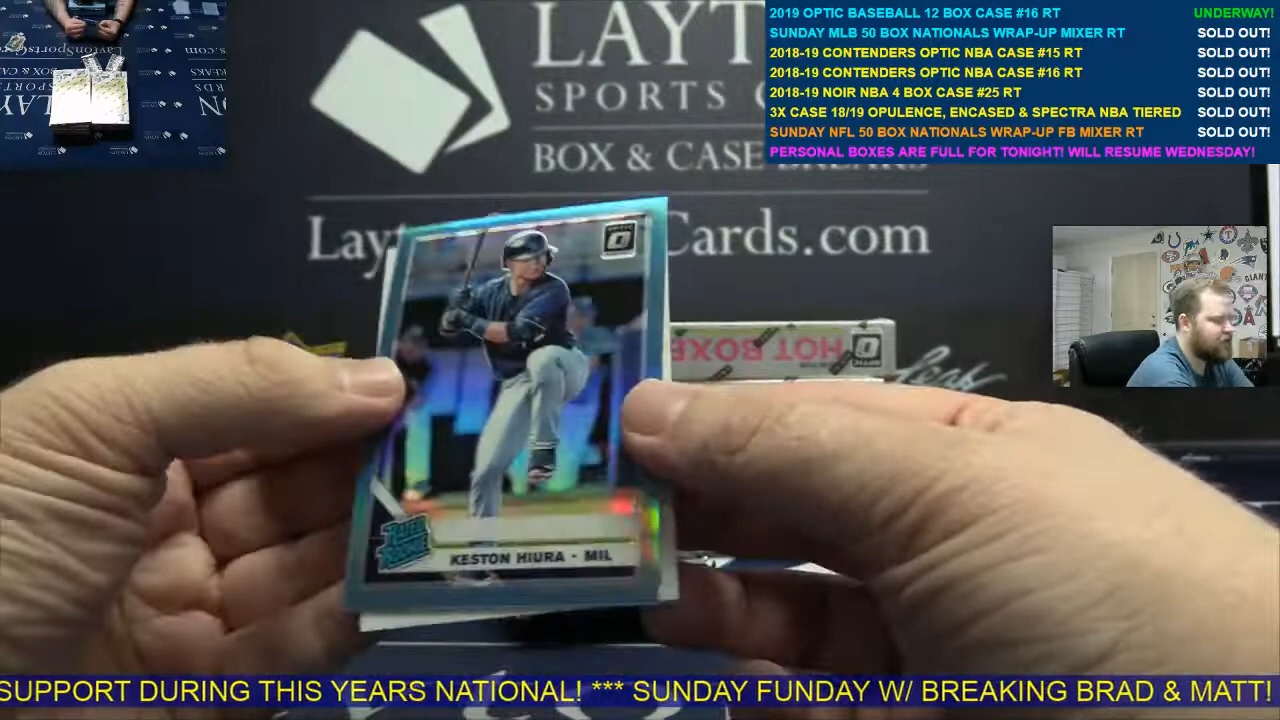 2019 OPTIC BASEBALL 12 BOX CASE #16 RT UNDERWAY!
SUNDAY MLB 50 BOX NATIONALS WRAP-UP MIXER RT SOLD OUT!
2018-19 CONTENDERS OPTIC NBA CASE #15 RT SOLD OUT!
2018-19 CONTENDERS OPTIC NBA CASE #16 RT SOLD OUT!
2018-19 NOIR NBA 4 BOX CASE #25 RT SOLD OUT!
3X CASE 18/19 OPULENCE, ENCASED & SPECTRA NBA TIERED SOLD OUT!
SUNDAY NFL 50 BOX NATIONALS WRAP-UP FB MIXER RT SOLD OUT!
PERSONAL BOXES ARE FULL FOR TONIGHT! WILL RESUME WEDNESDAY!
LAYT
SPORTS C
BOX & CASE BREAKS
Layt Cards.com
OPTIC
HOT BOXE
Leaf
RATED ROOKIE
KESTON HIURA · MIL
SUPPORT DURING THIS YEARS NATIONAL! *** SUNDAY FUNDAY W/ BREAKING BRAD & MATT!